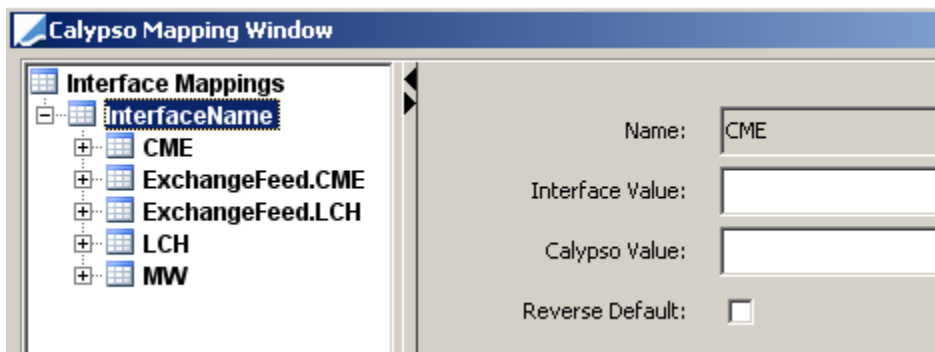 Calypso Mapping Window
Interface Mappings
InterfaceName
CME
ExchangeFeed.CME
ExchangeFeed.LCH
LCH
MW
Name: CME
Interface Value:
Calypso Value:
Reverse Default: